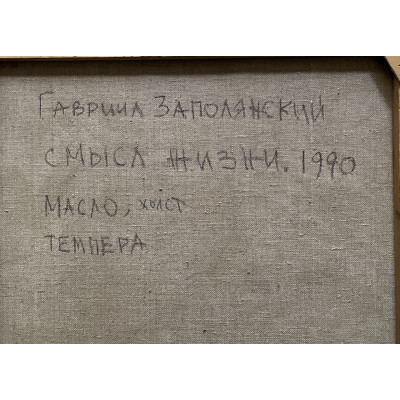 Гавриил Заполянский
Смысл жизни. 1990
Масло, холст
темпера